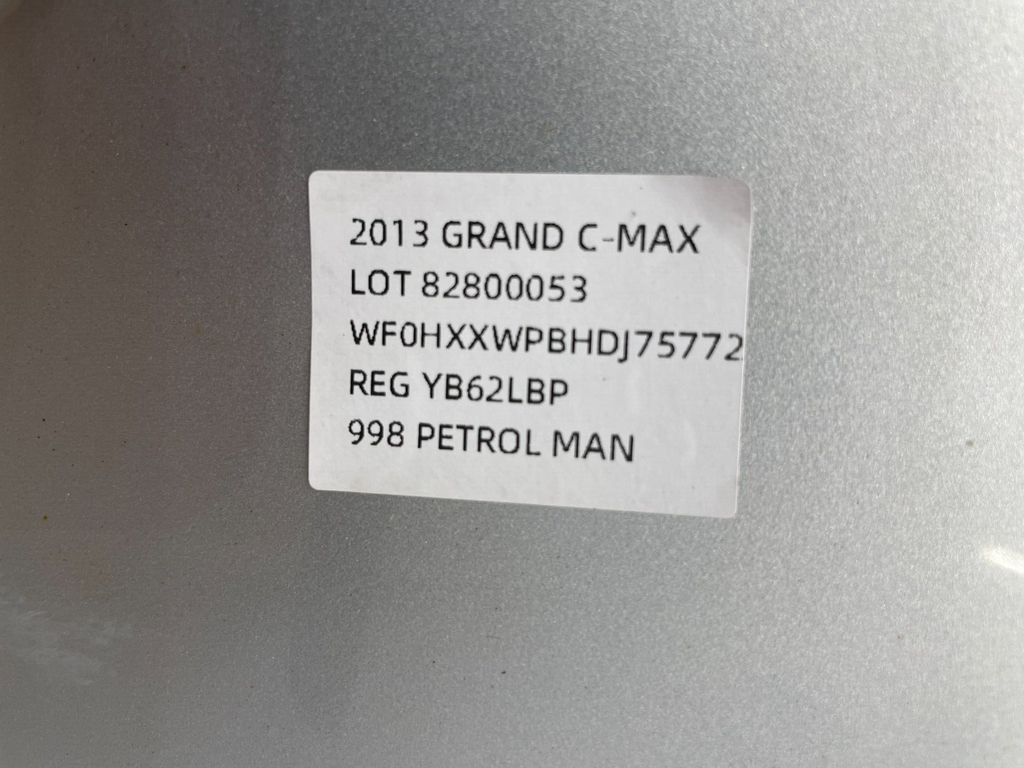 2013 GRAND C-MAX
LOT 82800053
WF0HXXWPBHDJ75772
REG YB62LBP
998 PETROL MAN